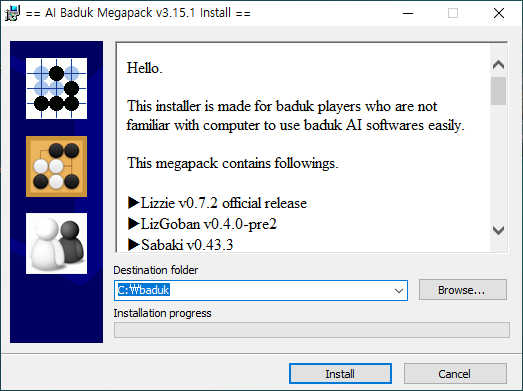 == AI Baduk Megapack v3.15.1 Install ==
Hello.
This installer is made for baduk players who are not
familiar with computer to use baduk AI softwares easily.
This megapack contains followings.
▶Lizzie v0.7.2 official release
▶LizGoban v0.4.0-pre2
▶Sabaki v0.43.3
Destination folder
C:₩baduk
Browse...
Installation progress
Install
Cancel